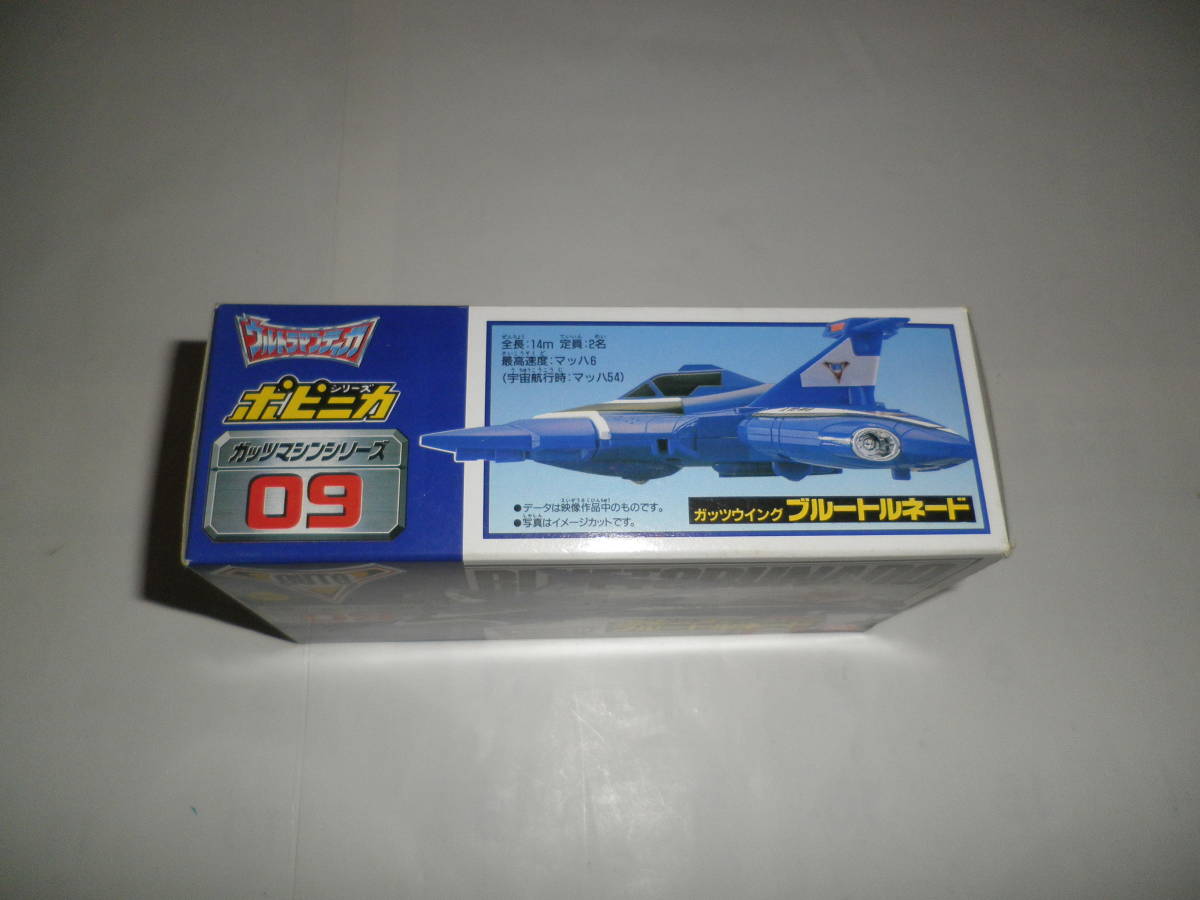 ウルトラマンティガ
ポピニカ シリーズ
ガッツマシンシリーズ
09
全長:14m 定員:2名
最高速度:マッハ6
(宇宙航行時:マッハ54)
●データは映像作品中のものです。
●写真はイメージカットです。
ガッツウイング ブルートルネード